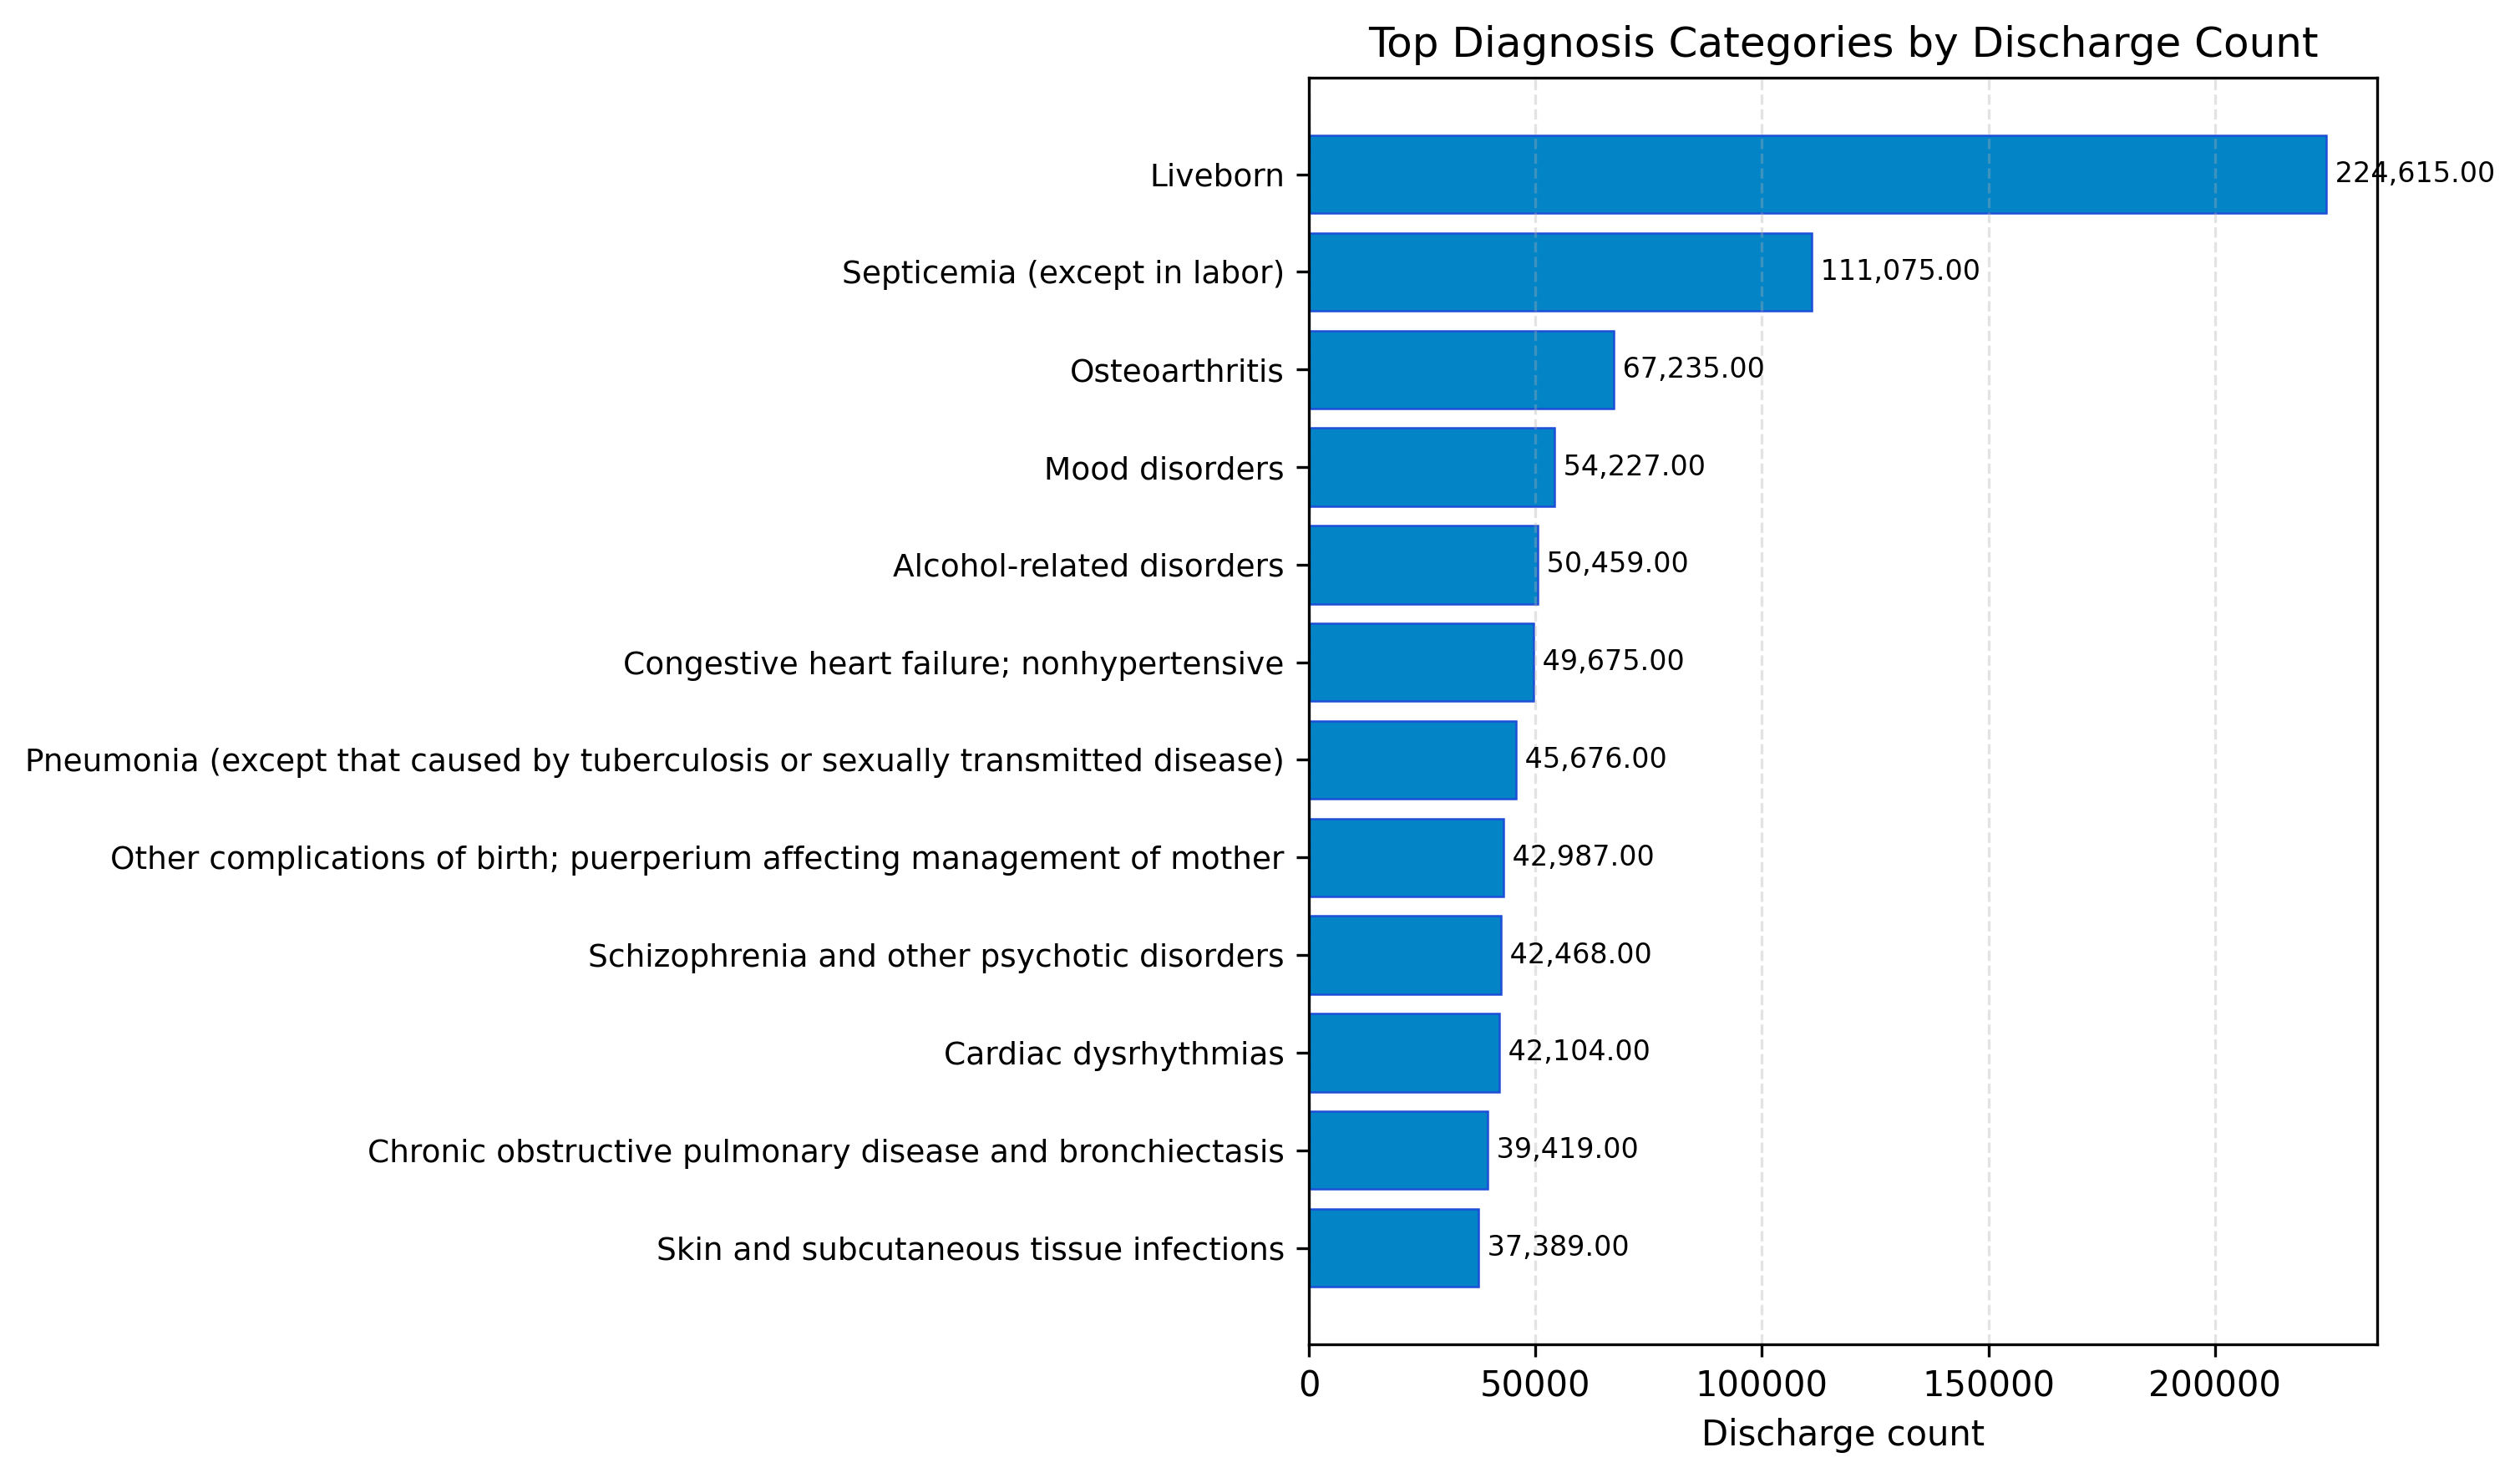 Top Diagnosis Categories by Discharge Count
Liveborn 224,615.00
Septicemia (except in labor) 111,075.00
Osteoarthritis 67,235.00
Mood disorders 54,227.00
Alcohol-related disorders 50,459.00
Congestive heart failure; nonhypertensive 49,675.00
Pneumonia (except that caused by tuberculosis or sexually transmitted disease) 45,676.00
Other complications of birth; puerperium affecting management of mother 42,987.00
Schizophrenia and other psychotic disorders 42,468.00
Cardiac dysrhythmias 42,104.00
Chronic obstructive pulmonary disease and bronchiectasis 39,419.00
Skin and subcutaneous tissue infections 37,389.00
0 50000 100000 150000 200000
Discharge count